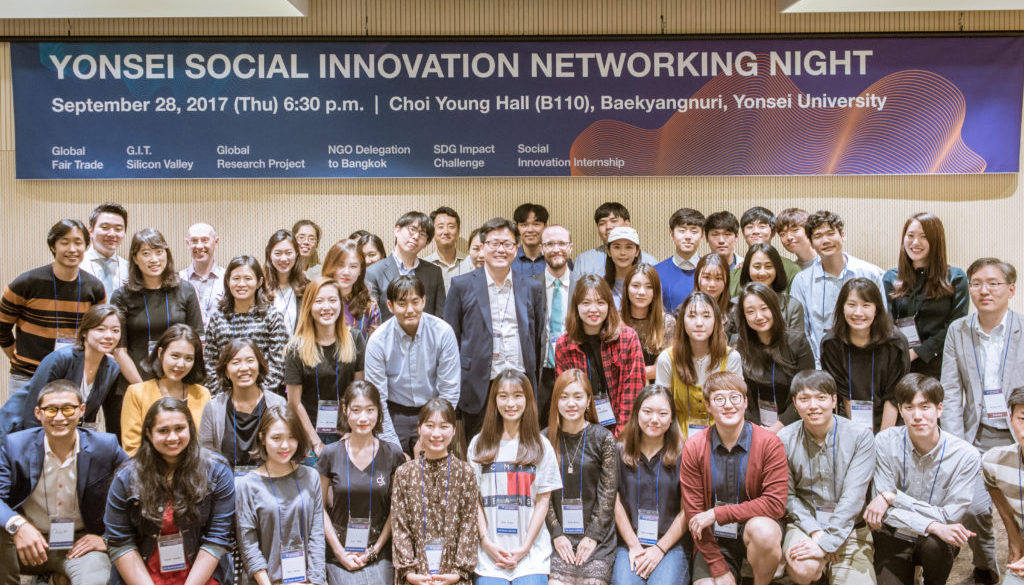 YONSEI SOCIAL INNOVATION NETWORKING NIGHT
September 28, 2017 (Thu) 6:30 p.m. | Choi Young Hall (B110), Baekyangnuri, Yonsei University
Global
Fair Trade
G.I.T.
Silicon Valley
Global
Research Project
NGO Delegation
to Bangkok
SDG Impact
Challenge
Social
Innovation Internship